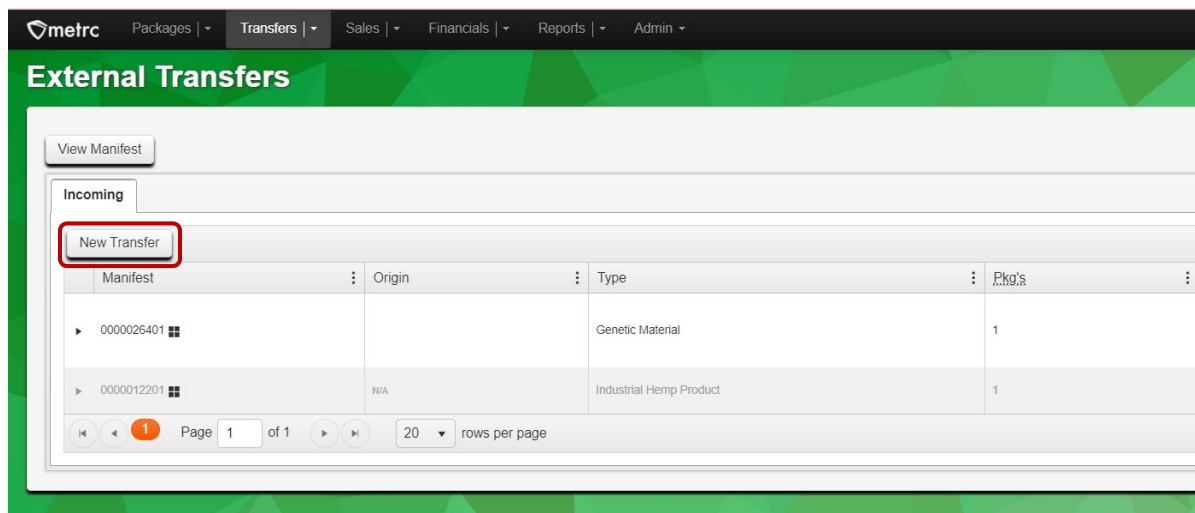 metrc Packages | Transfers | Sales | Financials | Reports | Admin
External Transfers
View Manifest
Incoming
New Transfer
Manifest Origin Type Pkg's
0000026401 Genetic Material 1
0000012201 N/A Industrial Hemp Product 1
1 Page 1 of 1 20 rows per page